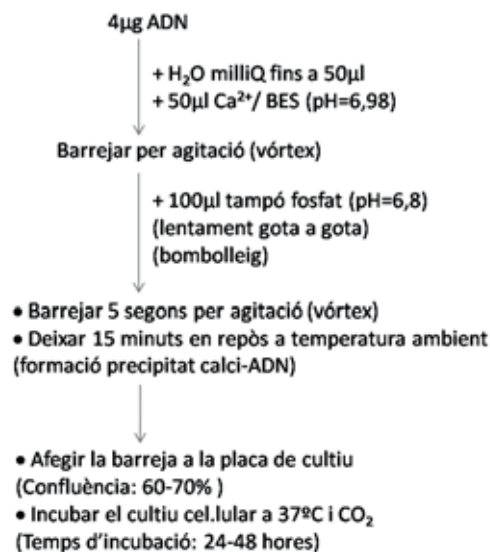 4µg ADN
+ H₂O milliQ fins a 50µl
+ 50µl Ca²⁺/ BES (pH=6,98)
Barrejar per agitació (vórtex)
+ 100µl tampó fosfat (pH=6,8)
(lentament gota a gota)
(bombolleig)
• Barrejar 5 segons per agitació (vórtex)
• Deixar 15 minuts en repòs a temperatura ambient
(formació precipitat calci-ADN)
• Afegir la barreja a la placa de cultiu
(Confluència: 60-70% )
• Incubar el cultiu cel.lular a 37ºC i CO₂
(Temps d'incubació: 24-48 hores)